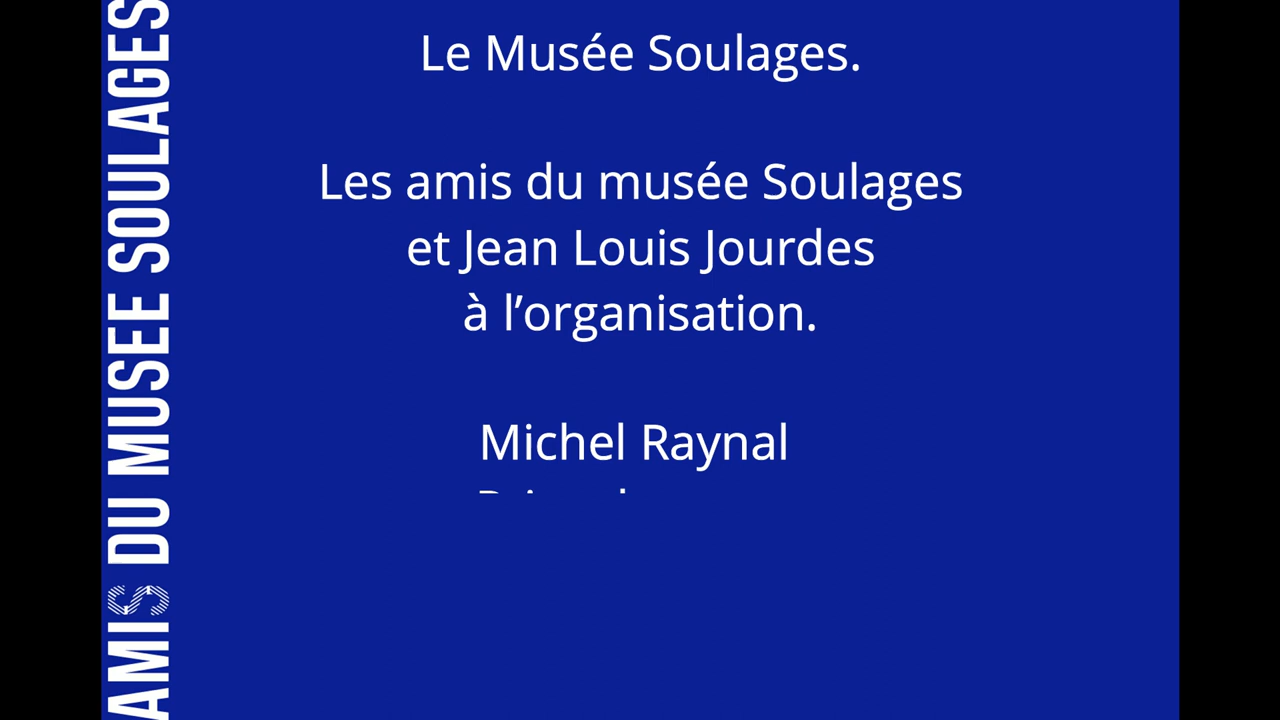 Le Musée Soulages.
Les amis du musée Soulages
et Jean Louis Jourdes
à l’organisation.
Michel Raynal
AMIS DU MUSEE SOULAGES